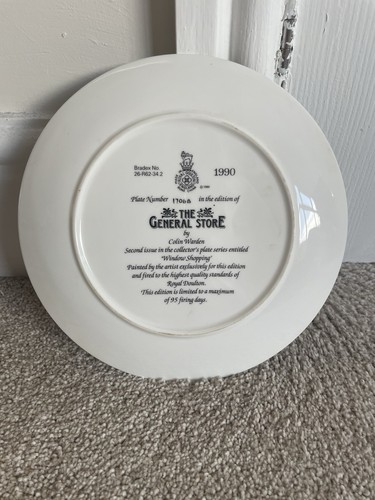 Bradex No.
26-R62-34.2
1990
Plate Number 1706B in the edition of
THE
GENERAL STORE
by
Colin Warden
Second issue in the collector's plate series entitled
'Window Shopping'
Painted by the artist exclusively for this edition
and fired to the highest quality standards of
Royal Doulton.
This edition is limited to a maximum
of 95 firing days.